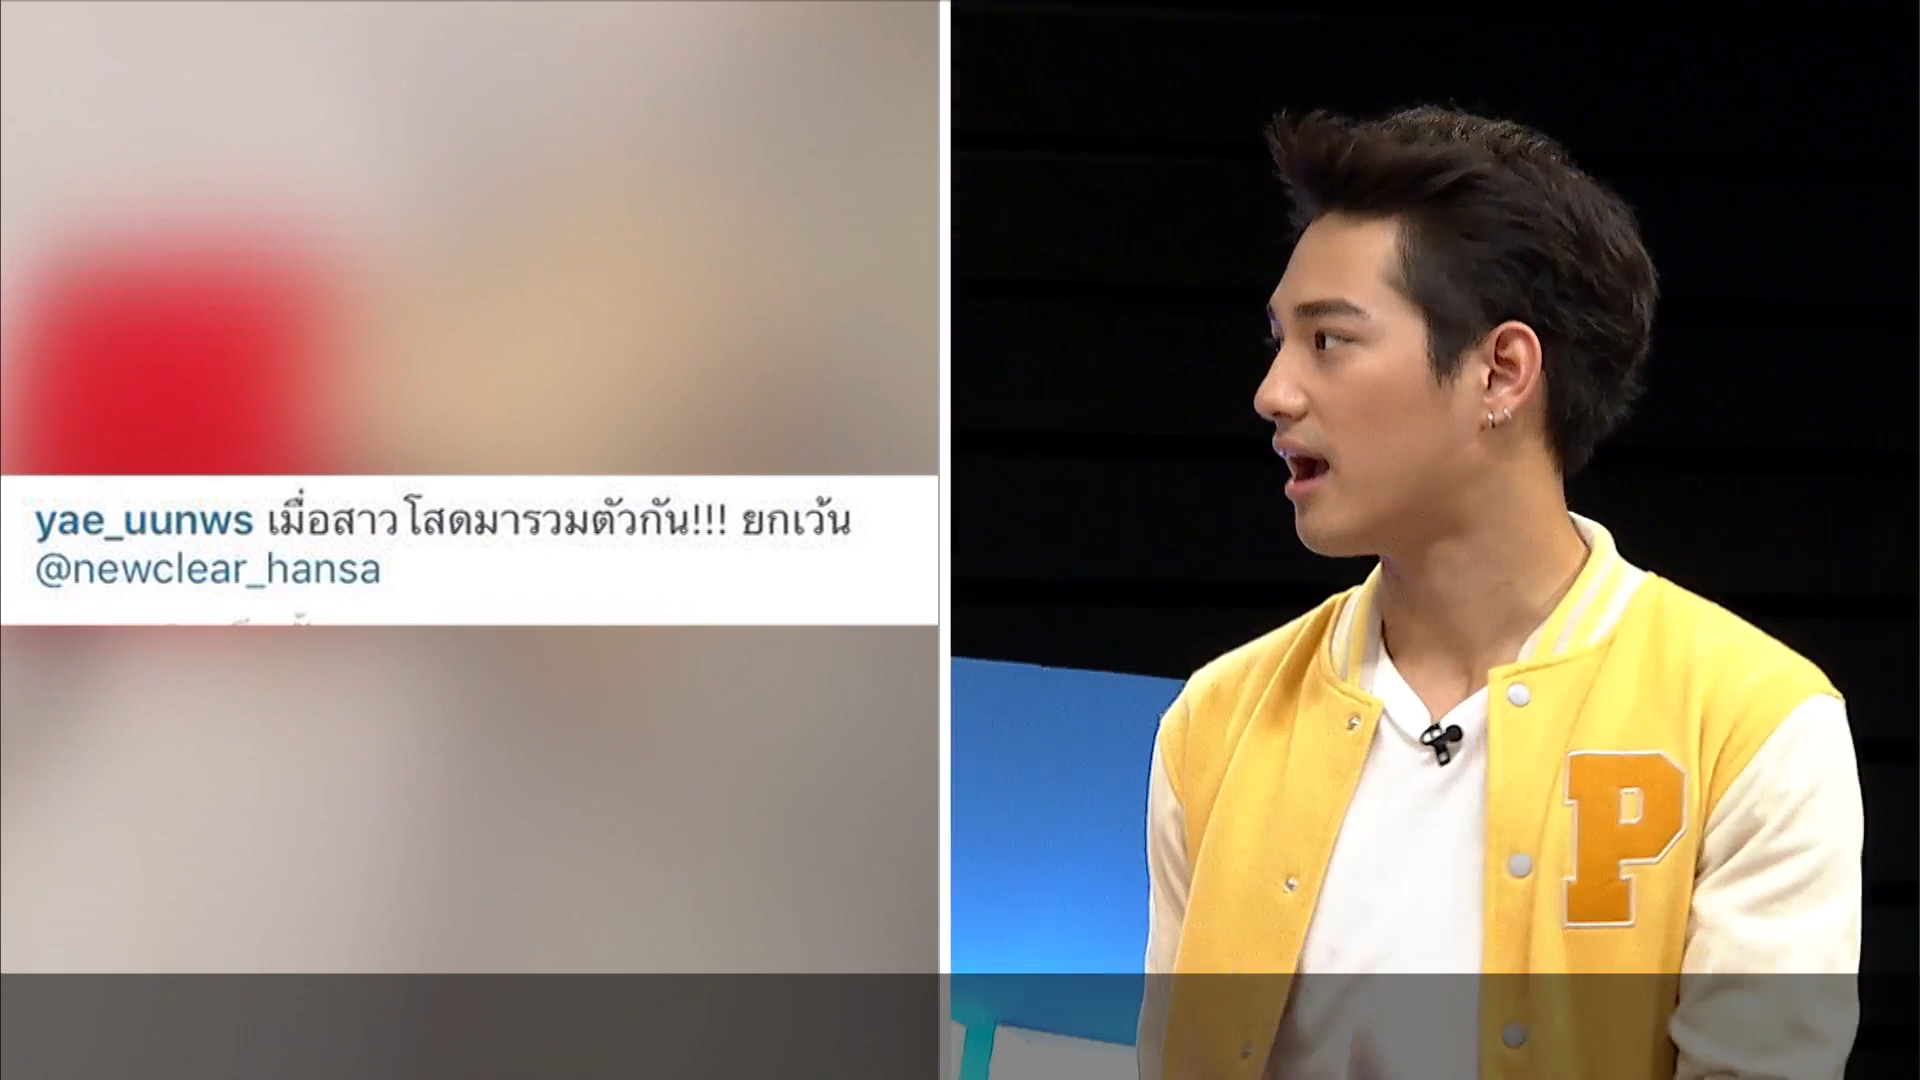 yae_uunws เมื่อสาวโสดมารวมตัวกัน!!! ยกเว้น
@newclear_hansa
P